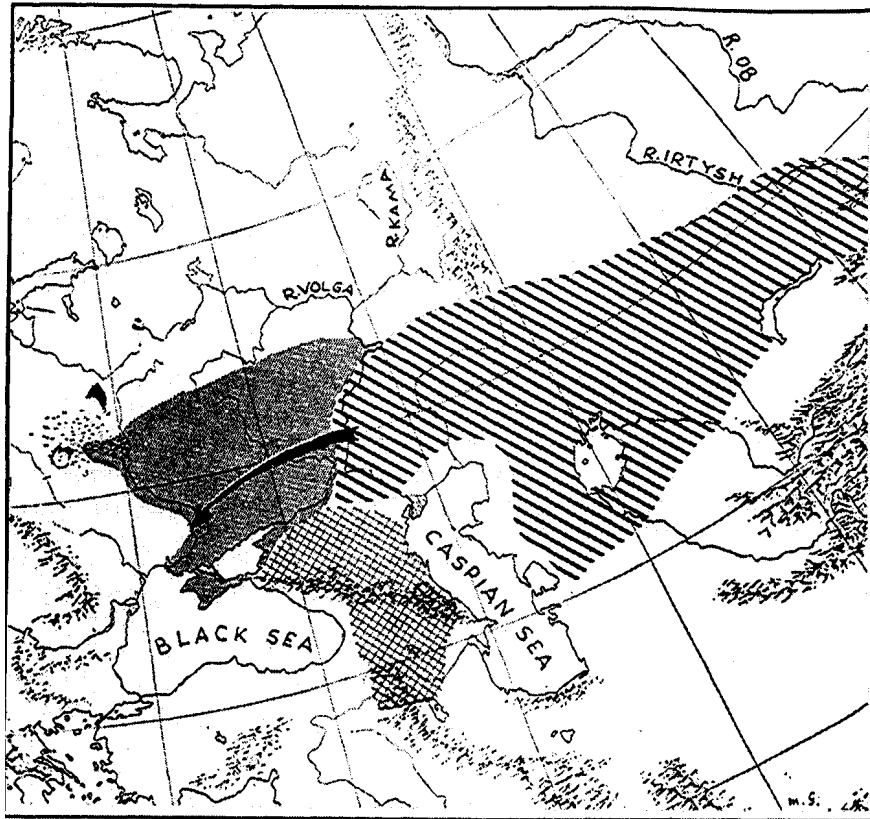 R. OB
R. IRTYSH
R. KAMA
R. VOLGA
CASPIAN SEA
BLACK SEA
m.G.